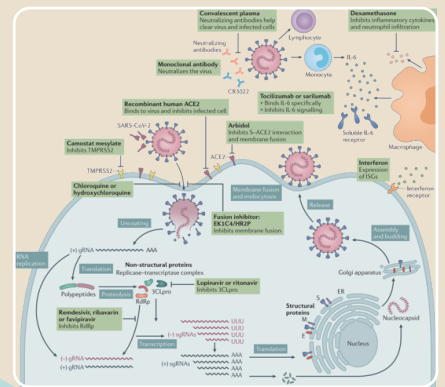 Convalescent plasma
Neutralizing antibodies help
clear virus and infected cells
Dexamethasone
Inhibits inflammatory cytokines
and neutrophil infiltration
Neutralizing
antibodies
Lymphocyte
Monoclonal antibody
Neutralizes the virus
CR3022
Monocyte
IL-6
Tocilizumab or sarilumab
• Binds IL-6 specifically
• Inhibits IL-6 signalling
Soluble IL-6
receptor
Macrophage
Recombinant human ACE2
Binds to virus and inhibits infected cell
SARS-CoV-2
Arbidol
Inhibits S–ACE2 interaction
and membrane fusion
Camostat mesylate
Inhibits TMPRSS2
TMPRSS2
ACE2
Interferon
Expression
of ISGs
Interferon
receptor
Chloroquine or
hydroxychloroquine
Membrane fusion
and endocytosis
Release
Fusion inhibitor:
EK1C4/HR2P
Inhibits membrane fusion
Uncoating
Assembly
and budding
(+) gRNA
AAA
RNA
replication
Translation
Non-structural proteins
Replicase–transcriptase complex
Golgi apparatus
Polypeptides
Proteolysis
3CLpro
RdRp
Lopinavir or ritonavir
Inhibits 3CLpro
ER
S
Structural
proteins
M
E
Nucleocapsid
Remdesivir, ribavarin
or favipiravir
Inhibits RdRp
Nucleus
(–) sgRNAs
UUU
UUU
UUU
UUU
Transcription
(–) gRNA
(+) gRNA
(+) sgRNAs
AAA
AAA
AAA
AAA
Translation